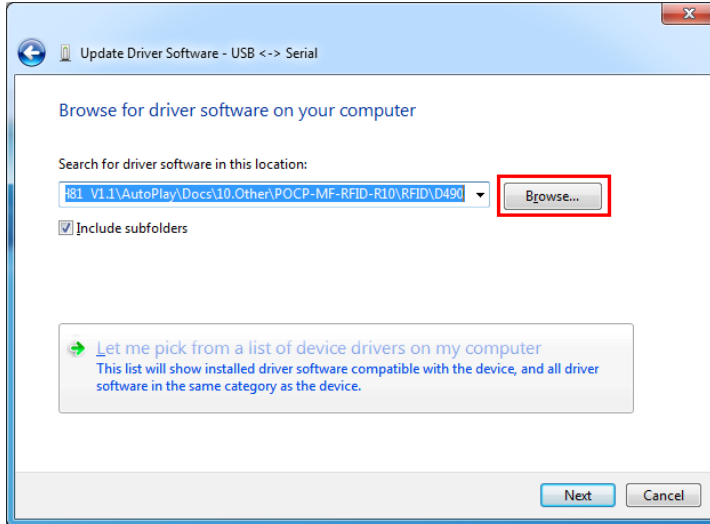 Update Driver Software - USB <-> Serial
Browse for driver software on your computer
Search for driver software in this location:
H81 V1.1\AutoPlay\Docs\10.Other\POCP-MF-RFID-R10\RFID\D490 Browse...
Include subfolders
Let me pick from a list of device drivers on my computer
This list will show installed driver software compatible with the device, and all driver
software in the same category as the device.
Next Cancel